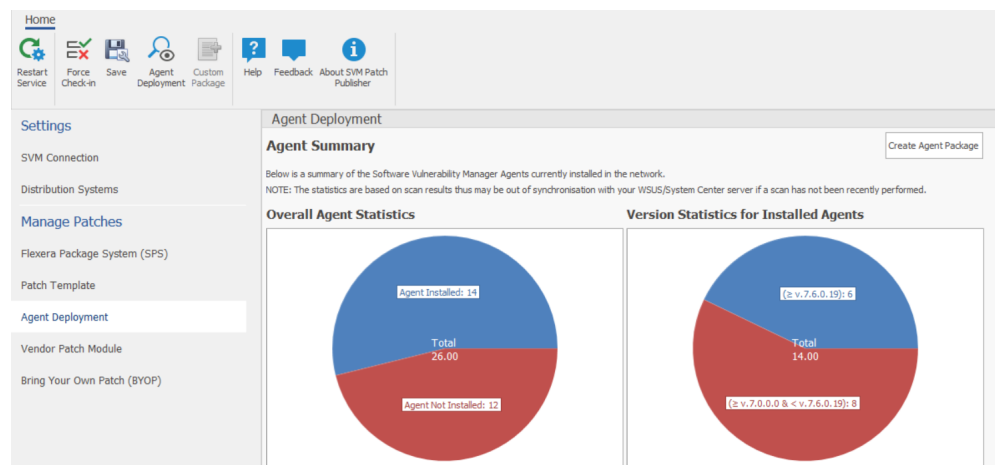 Home
Restart Service
Force Check-in
Save
Agent Deployment
Custom Package
Help
Feedback
About SVM Patch Publisher
Settings
SVM Connection
Distribution Systems
Manage Patches
Flexera Package System (SPS)
Patch Template
Agent Deployment
Vendor Patch Module
Bring Your Own Patch (BYOP)
Agent Deployment
Agent Summary
Create Agent Package
Below is a summary of the Software Vulnerability Manager Agents currently installed in the network.
NOTE: The statistics are based on scan results thus may be out of synchronisation with your WSUS/System Center server if a scan has not been recently performed.
Overall Agent Statistics
Agent Installed: 14
Total
26.00
Agent Not Installed: 12
Version Statistics for Installed Agents
(≥ v.7.6.0.19): 6
Total
14.00
(≥ v.7.0.0.0 & < v.7.6.0.19): 8